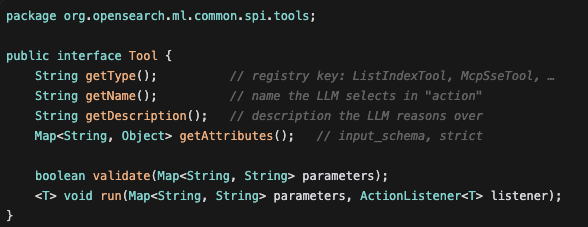 package org.opensearch.ml.common.spi.tools;
public interface Tool {
String getType(); // registry key: ListIndexTool, McpSseTool, …
String getName(); // name the LLM selects in "action"
String getDescription(); // description the LLM reasons over
Map<String, Object> getAttributes(); // input_schema, strict
boolean validate(Map<String, String> parameters);
<T> void run(Map<String, String> parameters, ActionListener<T> listener);
}